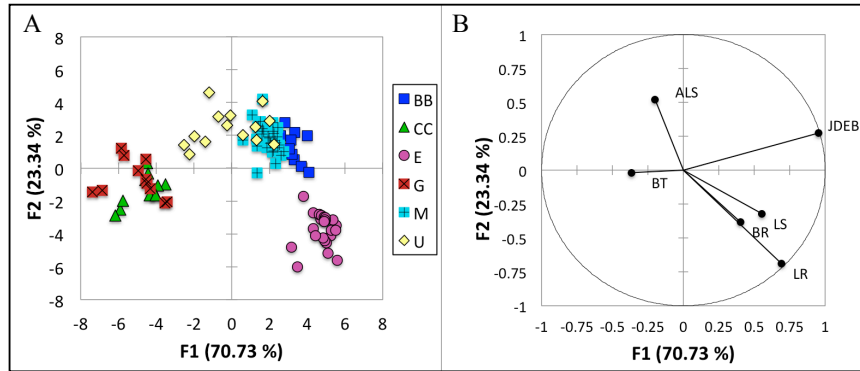 A
8
6
4
2
0
-2
-4
-6
-8
-8 -6 -4 -2 0 2 4 6 8
F1 (70.73 %)
F2 (23.34 %)
BB
CC
E
G
M
U
B
1
0.75
0.5
0.25
0
-0.25
-0.5
-0.75
-1
-1 -0.75 -0.5 -0.25 0 0.25 0.5 0.75 1
F1 (70.73 %)
F2 (23.34 %)
ALS
JDEB
BT
LS
BR
LR